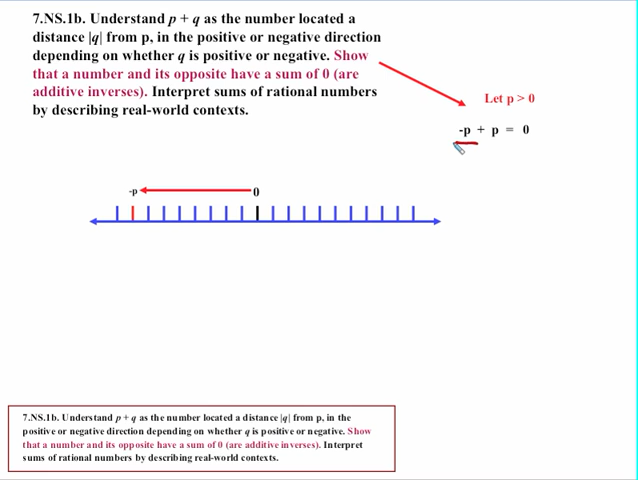 7.NS.1b. Understand p + q as the number located a
distance |q| from p, in the positive or negative direction
depending on whether q is positive or negative. Show
that a number and its opposite have a sum of 0 (are
additive inverses). Interpret sums of rational numbers
by describing real-world contexts.
Let p > 0
-p + p = 0
-p 0
7.NS.1b. Understand p + q as the number located a distance |q| from p, in the
positive or negative direction depending on whether q is positive or negative. Show
that a number and its opposite have a sum of 0 (are additive inverses). Interpret
sums of rational numbers by describing real-world contexts.